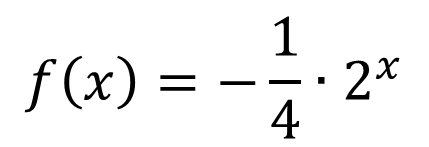 f(x) = −1/4 · 2^x